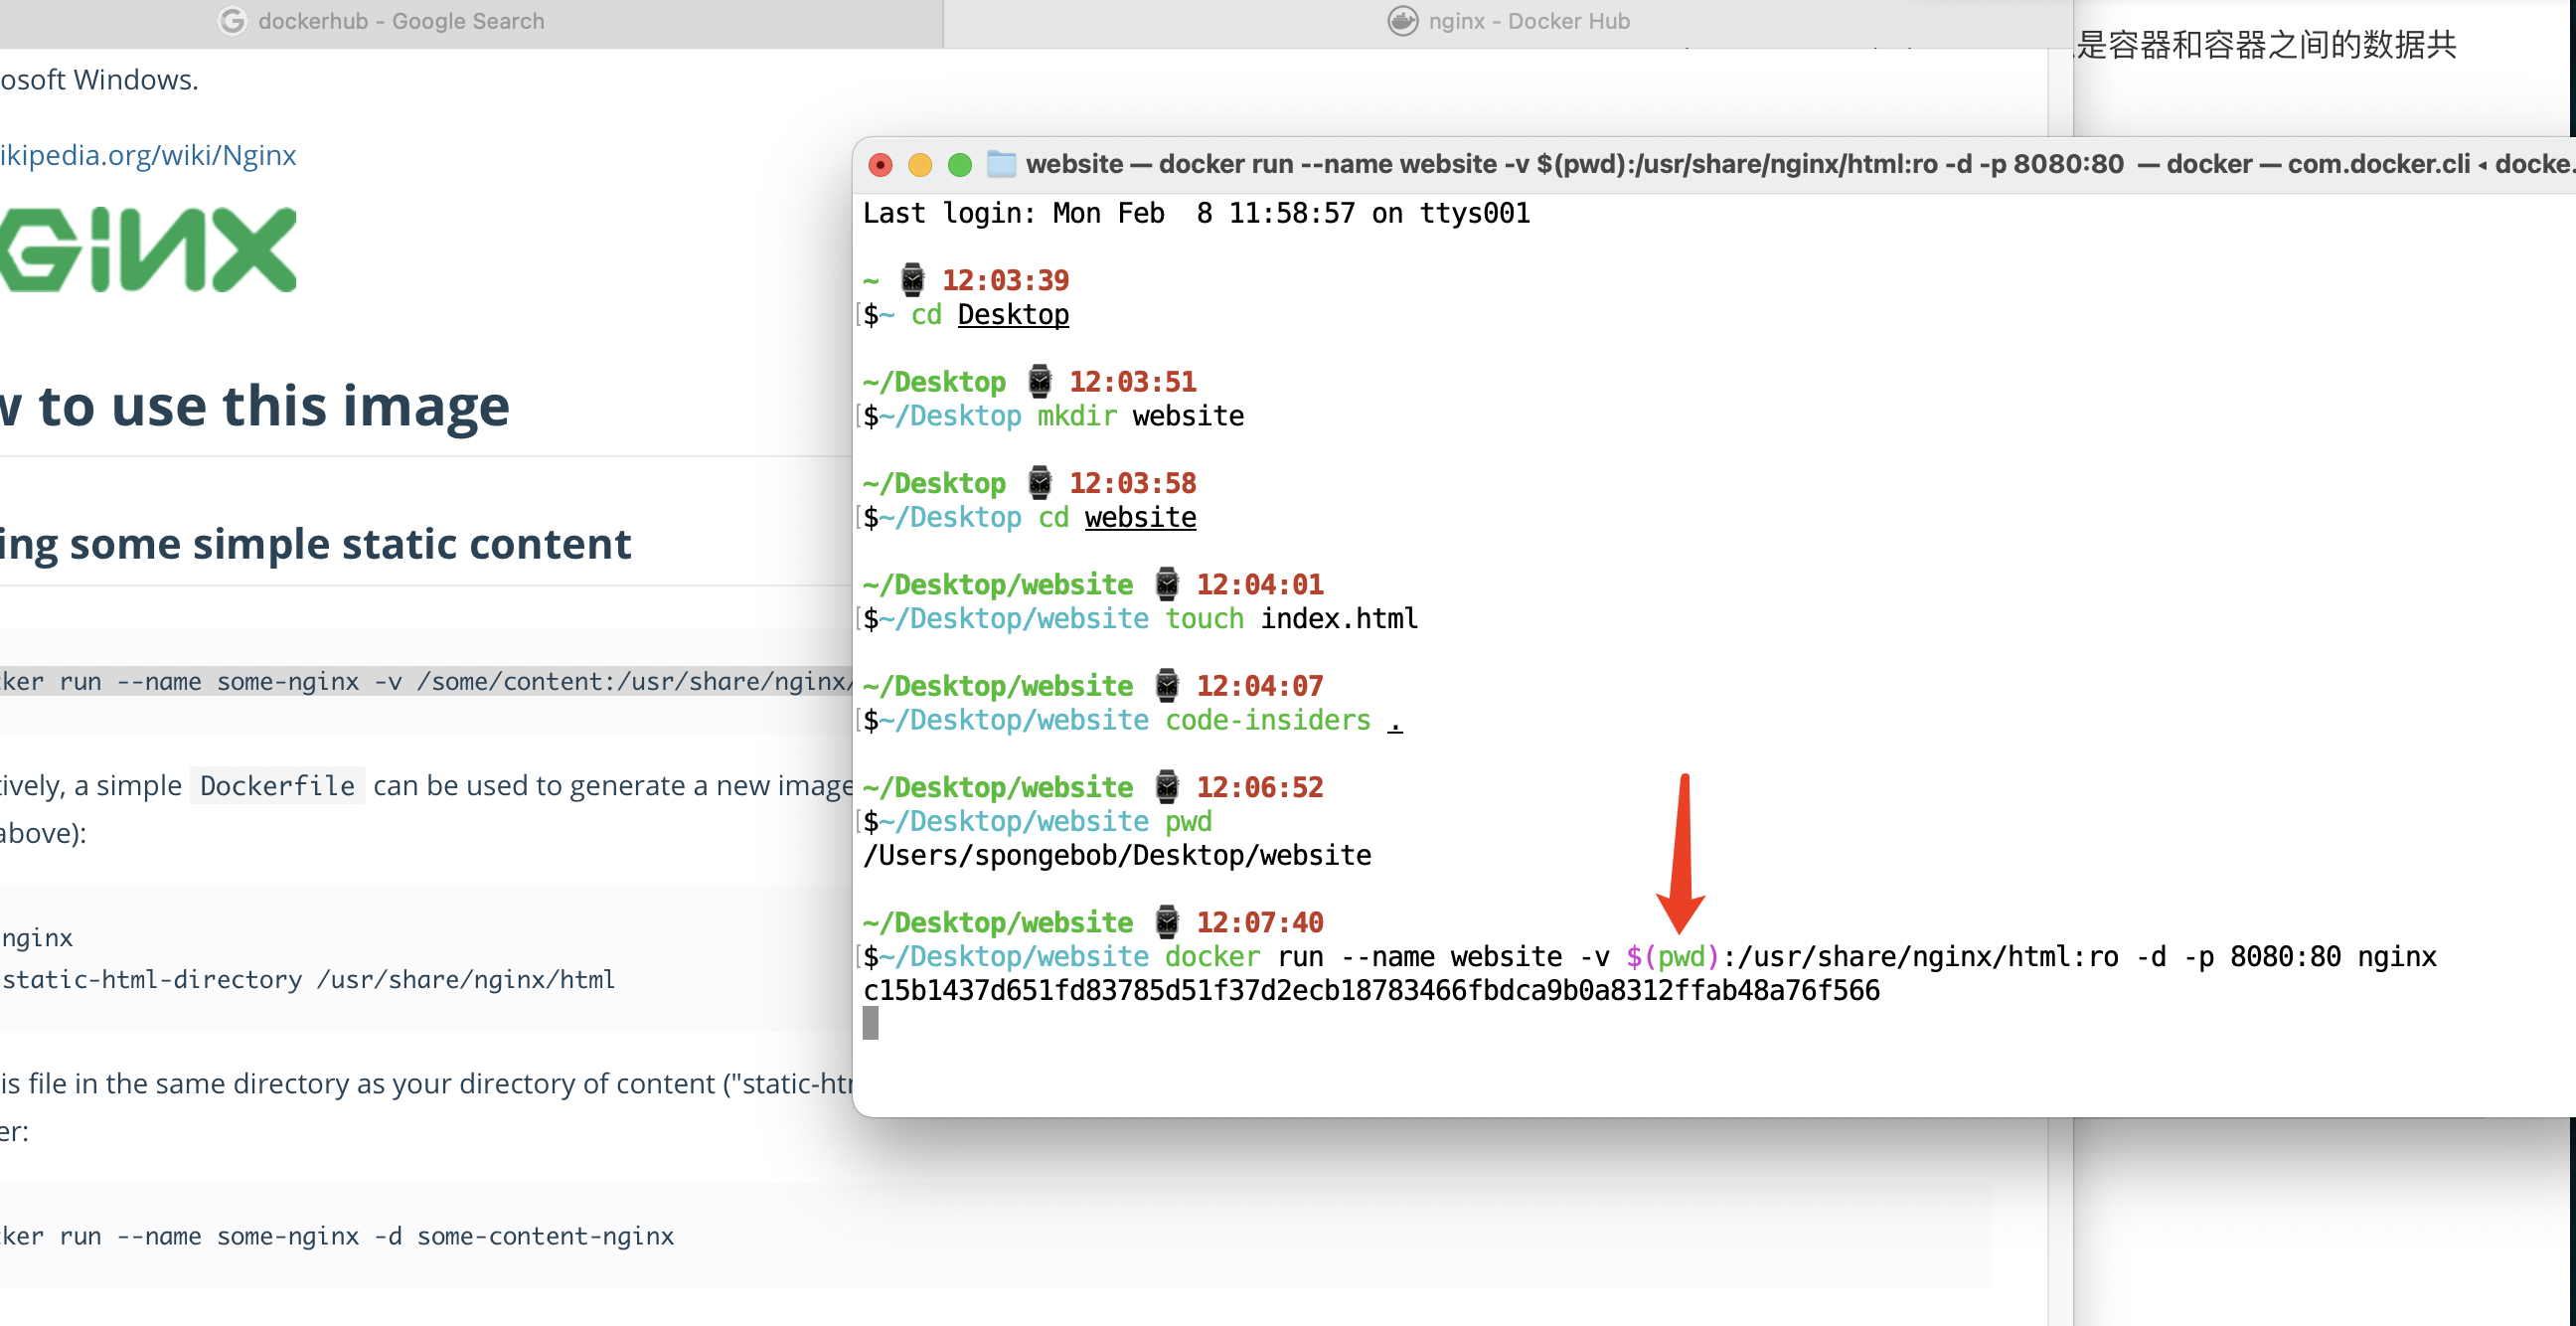 dockerhub - Google Search
nginx - Docker Hub
是容器和容器之间的数据共
osoft Windows.
ikipedia.org/wiki/Nginx
GiNX
w to use this image
ing some simple static content
ker run --name some-nginx -v /some/content:/usr/share/nginx/
tively, a simple Dockerfile can be used to generate a new image
above):
nginx
static-html-directory /usr/share/nginx/html
is file in the same directory as your directory of content ("static-htm
er:
ker run --name some-nginx -d some-content-nginx
website — docker run --name website -v $(pwd):/usr/share/nginx/html:ro -d -p 8080:80 — docker — com.docker.cli ◂ docke.
Last login: Mon Feb  8 11:58:57 on ttys001
~ ⌚ 12:03:39
$~ cd Desktop
~/Desktop ⌚ 12:03:51
$~/Desktop mkdir website
~/Desktop ⌚ 12:03:58
$~/Desktop cd website
~/Desktop/website ⌚ 12:04:01
$~/Desktop/website touch index.html
~/Desktop/website ⌚ 12:04:07
$~/Desktop/website code-insiders .
~/Desktop/website ⌚ 12:06:52
$~/Desktop/website pwd
/Users/spongebob/Desktop/website
~/Desktop/website ⌚ 12:07:40
$~/Desktop/website docker run --name website -v $(pwd):/usr/share/nginx/html:ro -d -p 8080:80 nginx
c15b1437d651fd83785d51f37d2ecb18783466fbdca9b0a8312ffab48a76f566